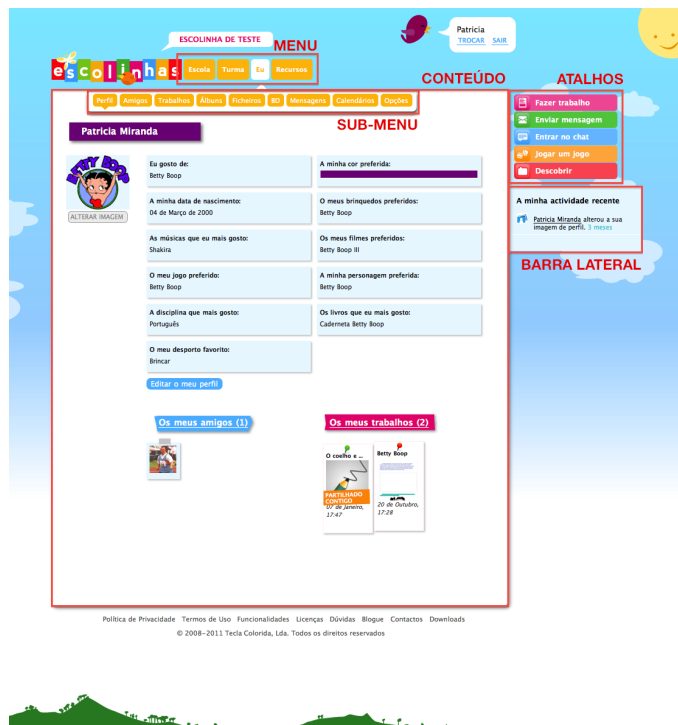 Patricia
TROCAR SAIR
ESCOLINHA DE TESTE
MENU
escolinhas
Escola Turma Eu Recursos
CONTEÚDO
ATALHOS
Perfil Amigos Trabalhos Álbuns Ficheiros BD Mensagens Calendários Opções
SUB-MENU
Fazer trabalho
Enviar mensagem
Entrar no chat
Jogar um jogo
Descobrir
Patricia Miranda
BETTY BOOP
ALTERAR IMAGEM
Eu gosto de:
Betty Boop
A minha cor preferida:
A minha data de nascimento:
04 de Março de 2000
O meus brinquedos preferidos:
Betty Boop
As músicas que eu mais gosto:
Shakira
Os meus filmes preferidos:
Betty Boop III
O meu jogo preferido:
Betty Boop
A minha personagem preferida:
Betty Boop
A disciplina que mais gosto:
Português
Os livros que eu mais gosto:
Caderneta Betty Boop
O meu desporto favorito:
Brincar
Editar o meu perfil
A minha actividade recente
Patricia Miranda alterou a sua
imagem de perfil. 3 meses
BARRA LATERAL
Os meus amigos (1)
Os meus trabalhos (2)
O coelho e ...
PARTILHADO
CONTIGO
07 de Janeiro,
17:47
Betty Boop
20 de Outubro,
17:28
Política de Privacidade Termos de Uso Funcionalidades Licenças Dúvidas Blogue Contactos Downloads
© 2008-2011 Tecla Colorida, Lda. Todos os direitos reservados